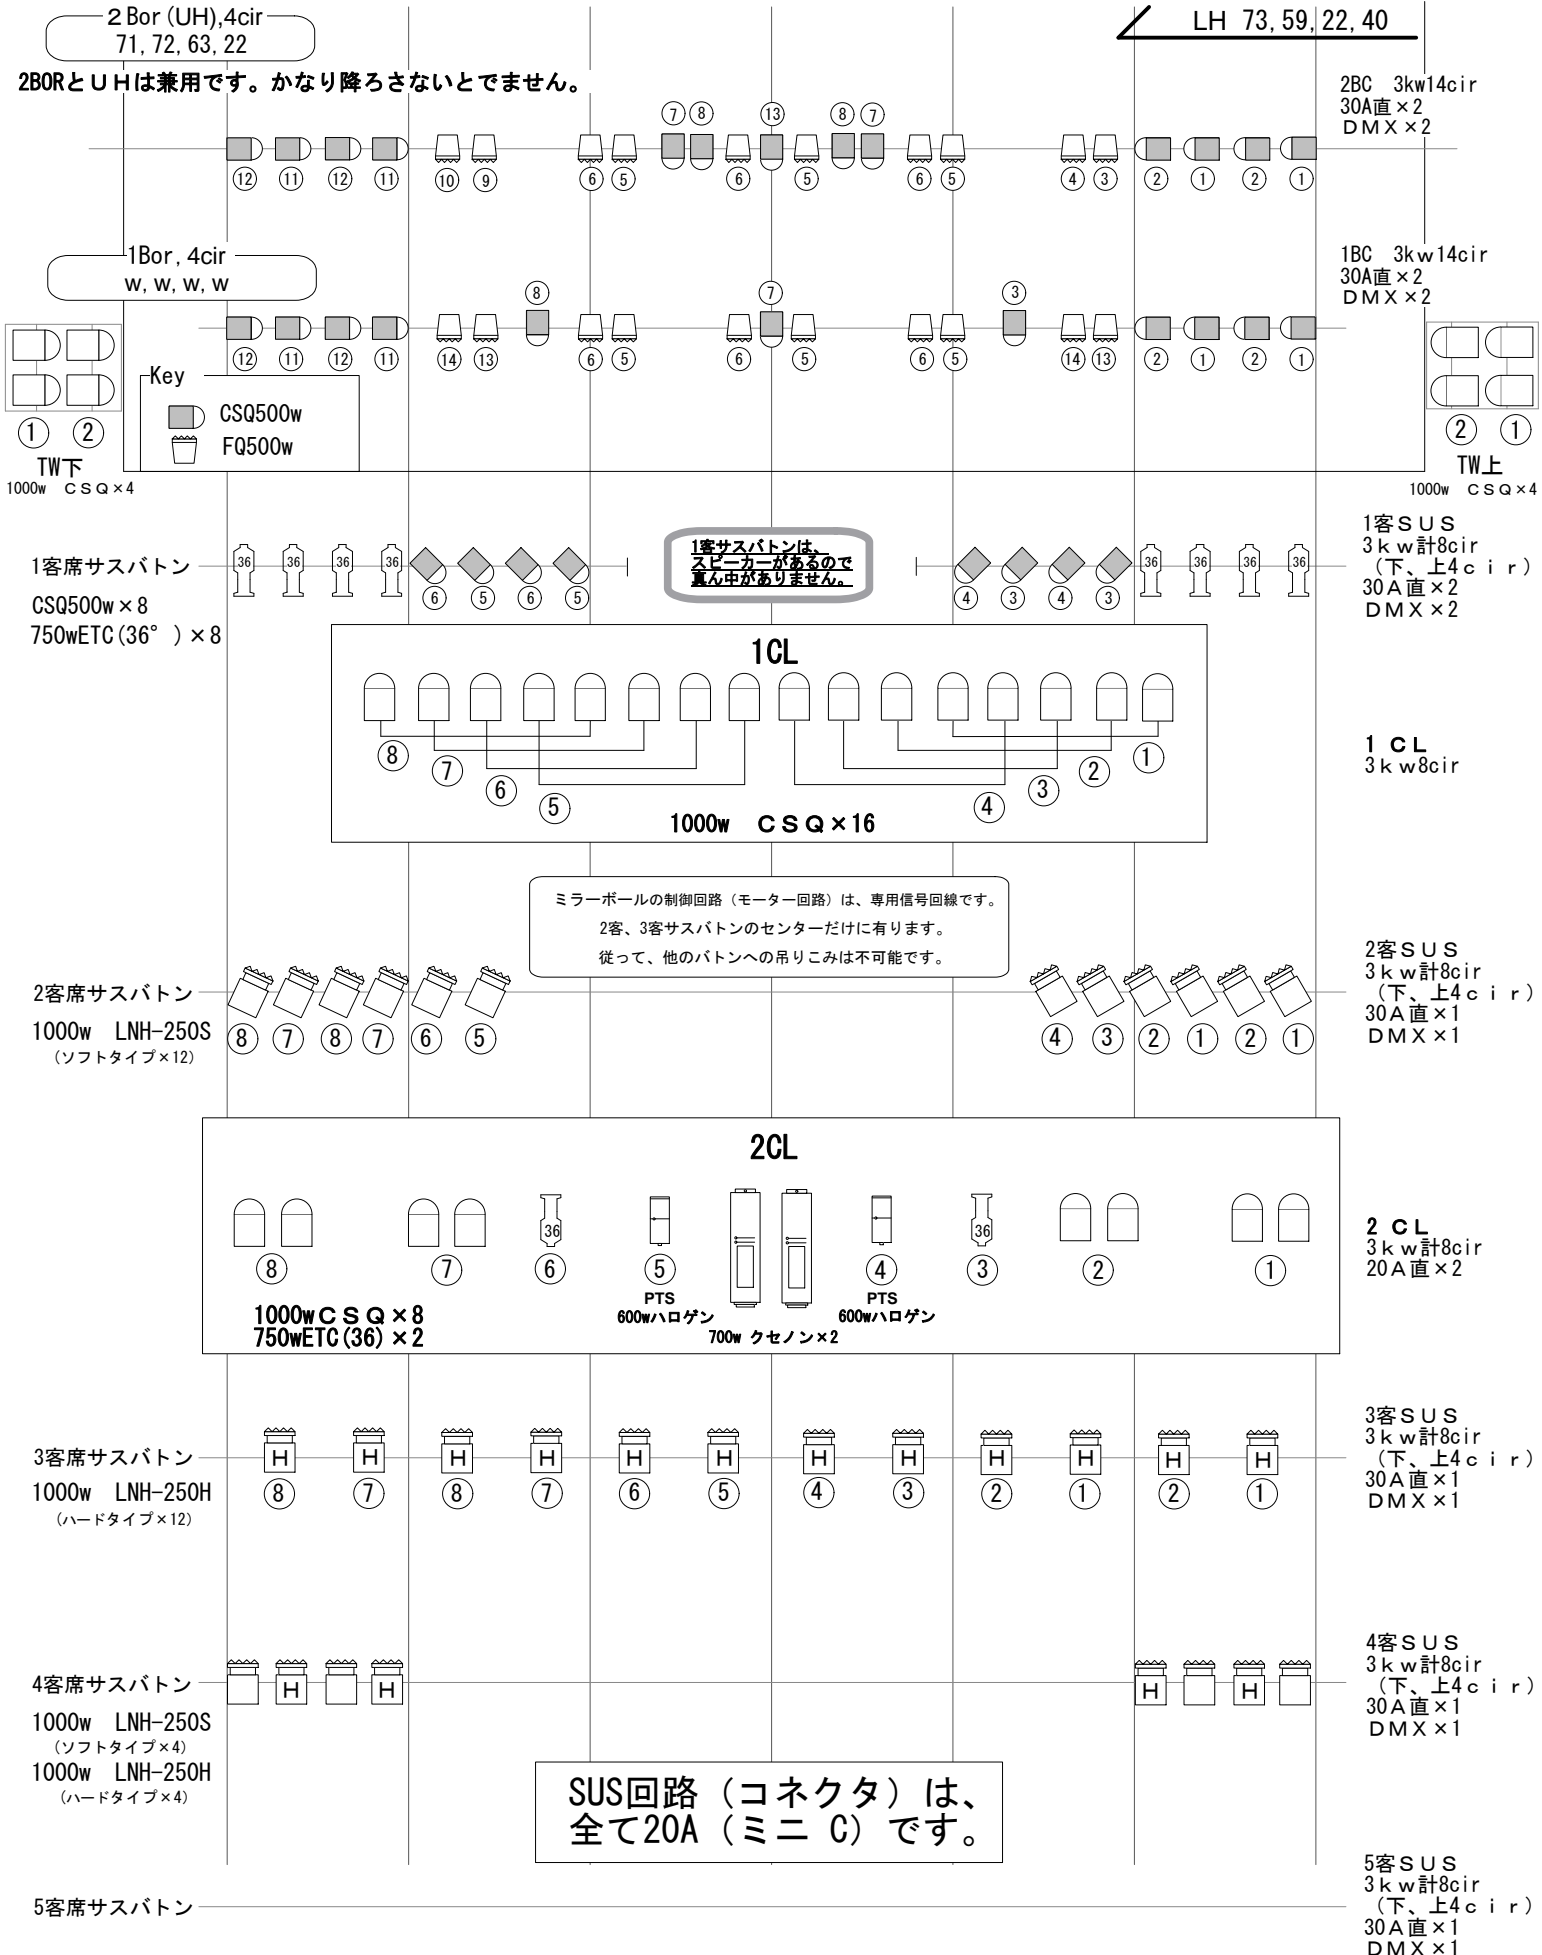 2 Bor (UH),4cir
71, 72, 63, 22
LH 73, 59, 22, 40
2BORとＵＨは兼用です。かなり降ろさないとでません。
2BC 3kw14cir
30A直×2
ＤＭＸ×2
⑦ ⑧ ⑬ ⑧ ⑦
⑫ ⑪ ⑫ ⑪ ⑩ ⑨ ⑥ ⑤ ⑥ ⑤ ⑥ ⑤ ④ ③ ② ① ② ①
1Bor, 4cir
w, w, w, w
1BC 3kｗ14cir
30A直×2
ＤＭＸ×2
⑧ ⑦ ③
⑫ ⑪ ⑫ ⑪ ⑭ ⑬ ⑥ ⑤ ⑥ ⑤ ⑥ ⑤ ⑭ ⑬ ② ① ② ①
Key
CSQ500w
FQ500w
① ②
TW下
1000w ＣＳＱ×4
② ①
TW上
1000w ＣＳＱ×4
1客席サスバトン
CSQ500w×8
750wETC(36°)×8
36 36 36 36
⑥ ⑤ ⑥ ⑤
1客サスバトンは、
スピーカーがあるので
真ん中がありません。
④ ③ ④ ③
36 36 36 36
1客ＳＵＳ
3ｋｗ計8cir
（下、上4ｃｉｒ）
30Ａ直×2
ＤＭＸ×2
1CL
⑧ ⑦ ⑥ ⑤ ④ ③ ② ①
1000w ＣＳＱ×16
1 ＣＬ
3ｋｗ8cir
ミラーボールの制御回路（モーター回路）は、専用信号回線です。
2客、3客サスバトンのセンターだけに有ります。
従って、他のバトンへの吊りこみは不可能です。
2客席サスバトン
1000w LNH-250S
（ソフトタイプ×12）
⑧ ⑦ ⑧ ⑦ ⑥ ⑤ ④ ③ ② ① ② ①
2客ＳＵＳ
3ｋｗ計8cir
（下、上4ｃｉｒ）
30Ａ直×1
ＤＭＸ×1
2CL
36 36
⑧ ⑦ ⑥ ⑤ ④ ③ ② ①
PTS
600wハロゲン
PTS
600wハロゲン
700w クセノン×2
1000wＣＳＱ×8
750wETC(36)×2
2 ＣＬ
3ｋｗ計8cir
20Ａ直×2
3客席サスバトン
1000w LNH-250H
（ハードタイプ×12）
H H H H H H H H H H H H
⑧ ⑦ ⑧ ⑦ ⑥ ⑤ ④ ③ ② ① ② ①
3客ＳＵＳ
3ｋｗ計8cir
（下、上4ｃｉｒ）
30Ａ直×1
ＤＭＸ×1
4客席サスバトン
1000w LNH-250S
（ソフトタイプ×4）
1000w LNH-250H
（ハードタイプ×4）
H H H H
4客ＳＵＳ
3ｋｗ計8cir
（下、上4ｃｉｒ）
30Ａ直×1
ＤＭＸ×1
SUS回路（コネクタ）は、
全て20A（ミニ C）です。
5客席サスバトン
5客ＳＵＳ
3ｋｗ計8cir
（下、上4ｃｉｒ）
30Ａ直×1
ＤＭＸ×1